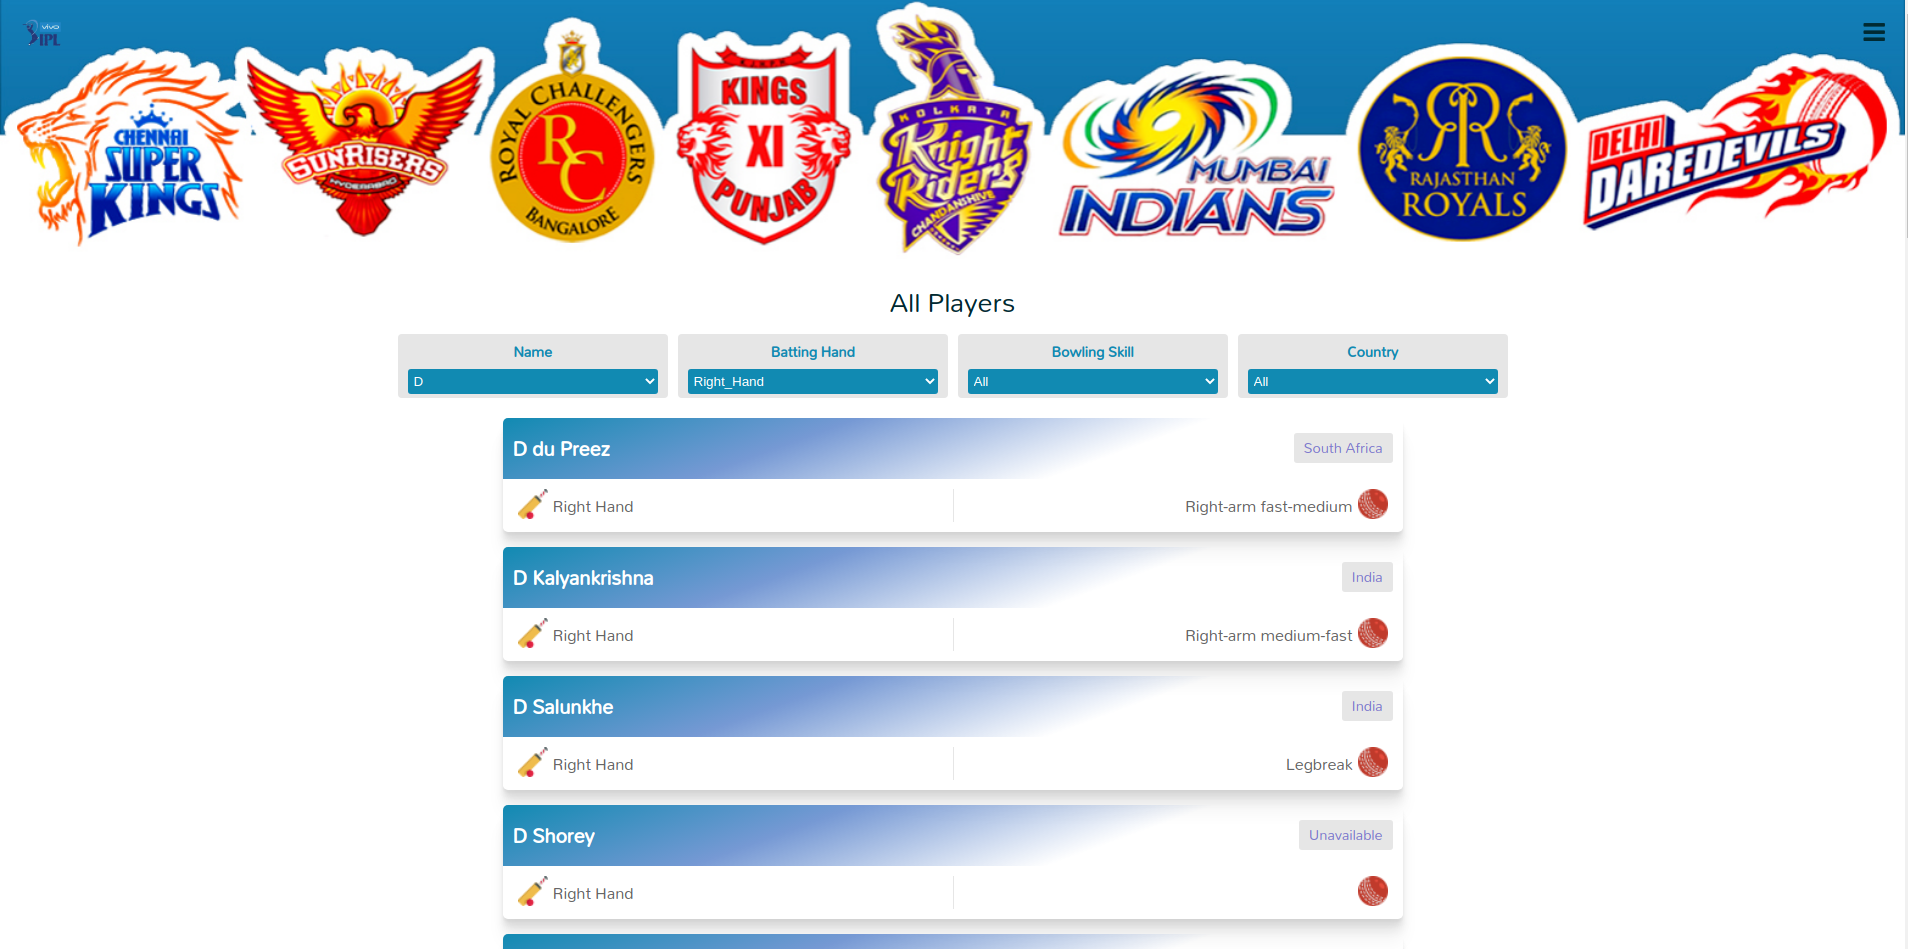 vivo
IPL
CHENNAI
SUPER
KINGS
SUNRISERS
HYDERABAD
ROYAL CHALLENGERS
RC
BANGALORE
KINGS
XI
PUNJAB
KOLKATA
Knight
Riders
MUMBAI
INDIANS
RAJASTHAN
ROYALS
DELHI
DAREDEVILS
All Players
Name
Batting Hand
Bowling Skill
Country
D
Right_Hand
All
All
D du Preez
South Africa
Right Hand
Right-arm fast-medium
D Kalyankrishna
India
Right Hand
Right-arm medium-fast
D Salunkhe
India
Right Hand
Legbreak
D Shorey
Unavailable
Right Hand